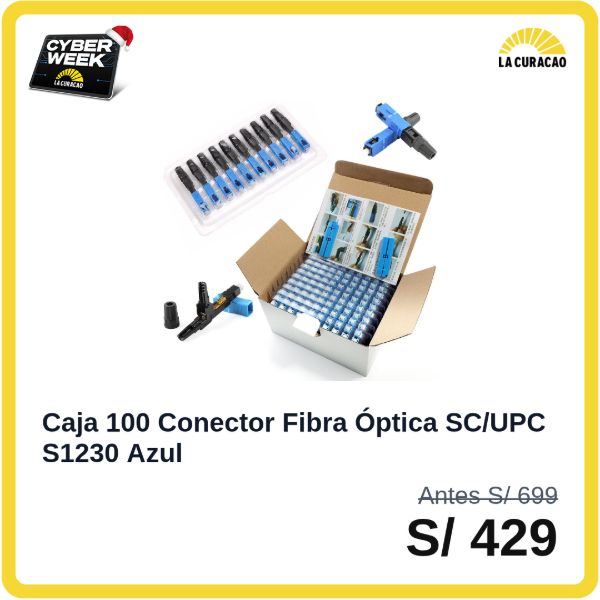 CYBER
WEEK
LA CURACAO
LA CURACAO
Caja 100 Conector Fibra Óptica SC/UPC
S1230 Azul
Antes S/ 699
S/ 429